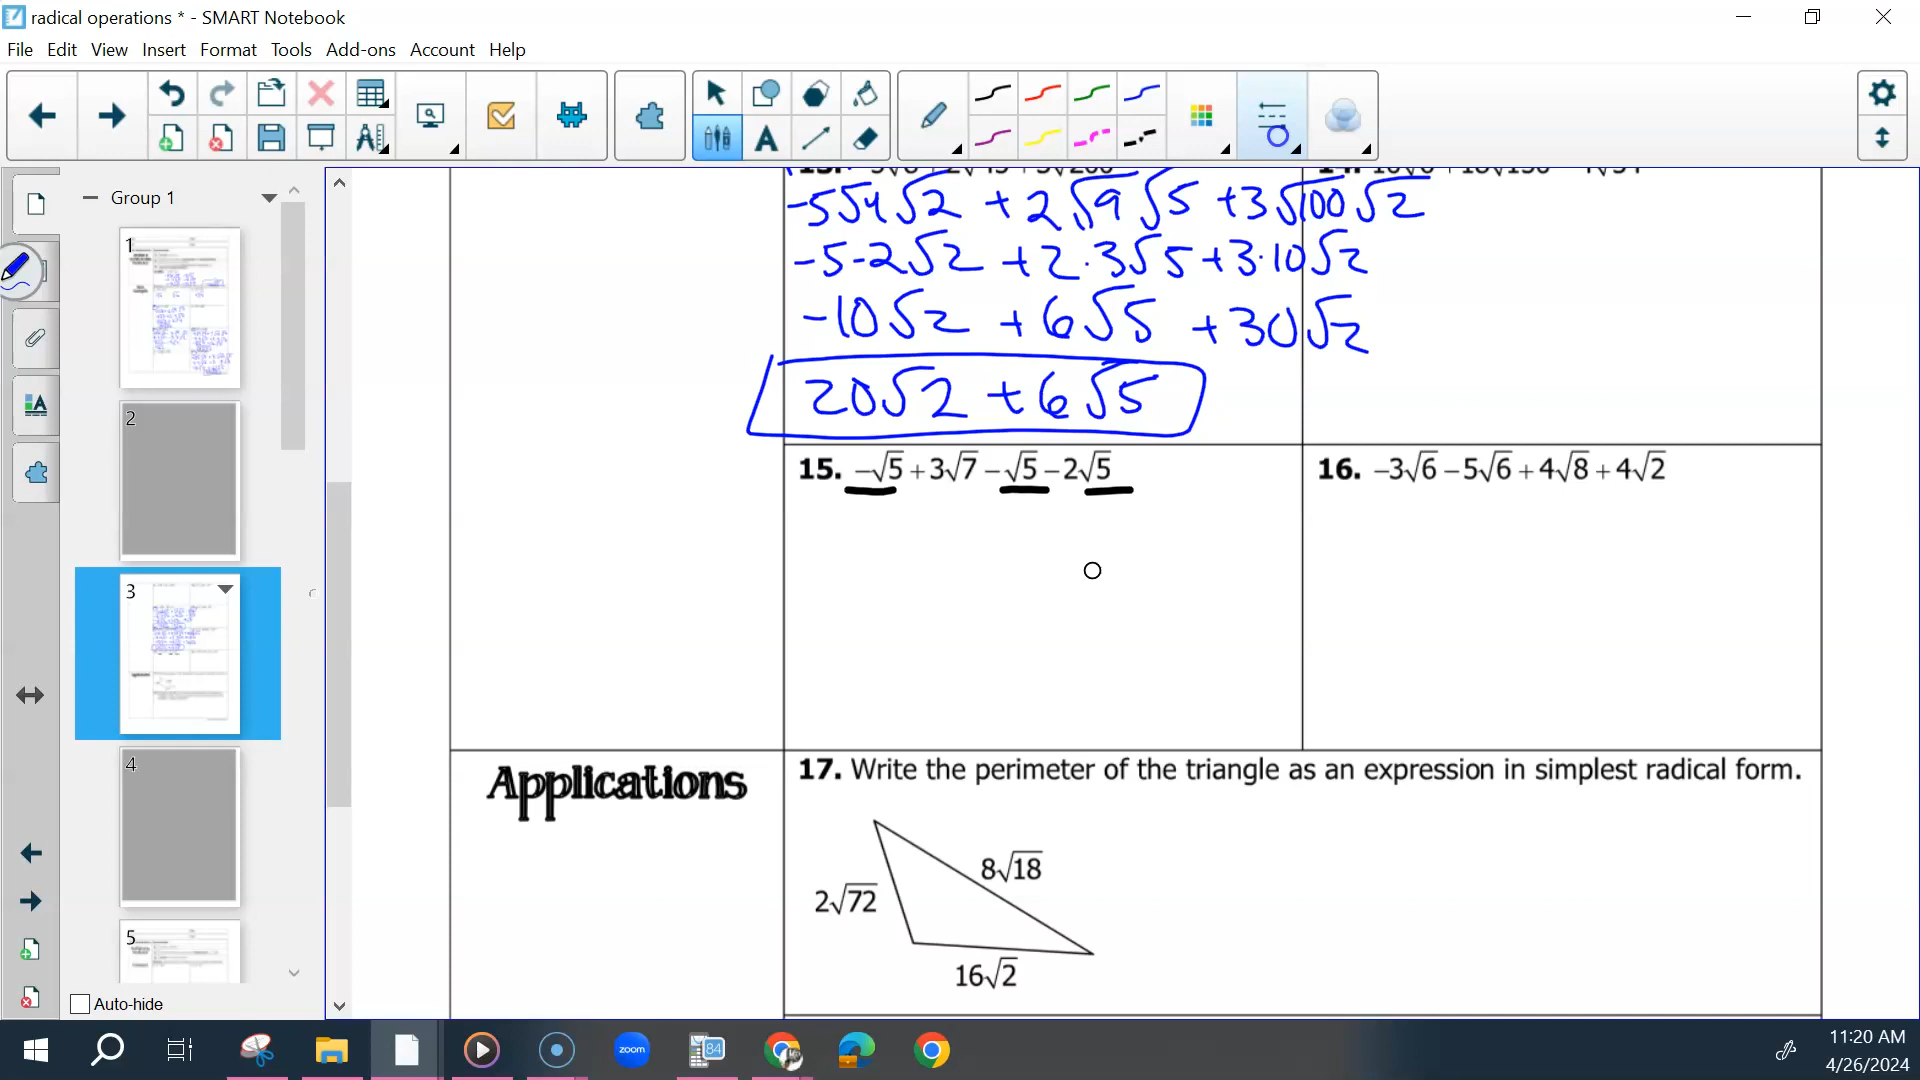 radical operations * - SMART Notebook
File Edit View Insert Format Tools Add-ons Account Help
Group 1
1
2
3
4
5
Auto-hide
-5√4√2 + 2√9√5 +3√100√2
-5·2√2 +2·3√5+3·10√2
-10√2 +6√5 +30√2
20√2 +6√5
15. −√5 + 3√7 − √5 − 2√5
16. −3√6 − 5√6 + 4√8 + 4√2
Applications
17. Write the perimeter of the triangle as an expression in simplest radical form.
8√18
2√72
16√2
zoom
84
11:20 AM
4/26/2024